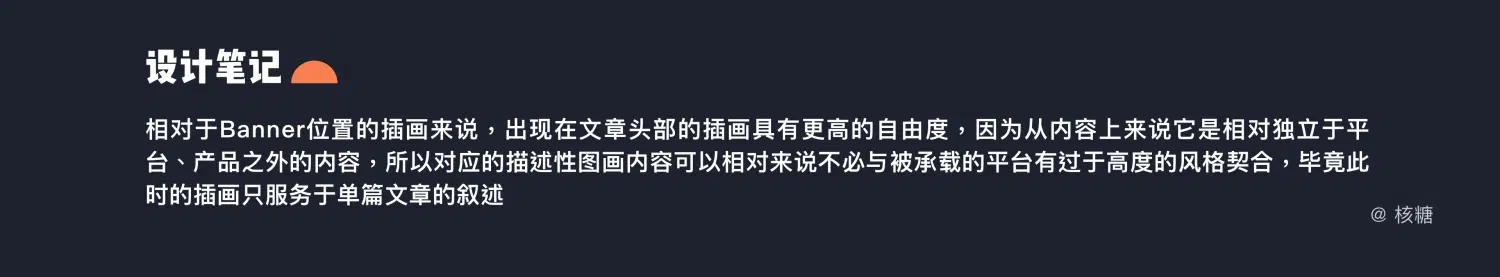 设计笔记
相对于Banner位置的插画来说，出现在文章头部的插画具有更高的自由度，因为从内容上来说它是相对独立于平
台、产品之外的内容，所以对应的描述性图画内容可以相对来说不必与被承载的平台有过于高度的风格契合，毕竟此
时的插画只服务于单篇文章的叙述
@ 核糖